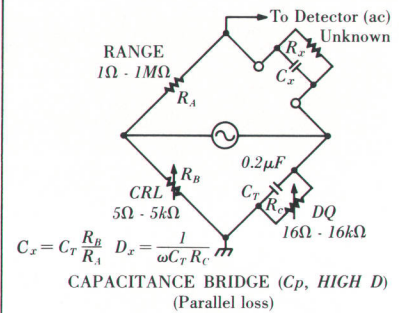 To Detector (ac)
Unknown
RANGE
1Ω - 1MΩ
R_A
R_x
C_x
0.2μF
R_B
C_T
CRL
5Ω - 5kΩ
R_C
DQ
16Ω - 16kΩ
C_x = C_T R_B/R_A D_x = 1/ωC_T R_C
CAPACITANCE BRIDGE (Cp, HIGH D)
(Parallel loss)